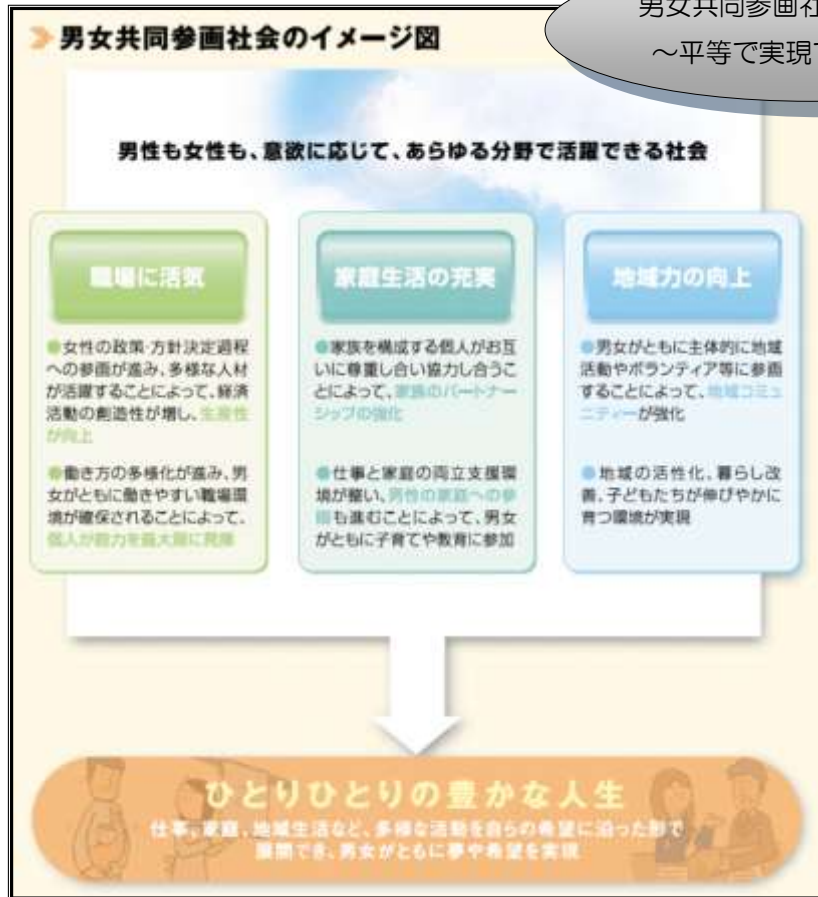 男女共同参画社
～平等で実現
男女共同参画社会のイメージ図
男性も女性も、意欲に応じて、あらゆる分野で活躍できる社会
職場に活気
●女性の政策・方針決定過程
への参画が進み、多様な人材
が活躍することによって、経済
活動の創造性が増し、生産性
が向上
●働き方の多様化が進み、男
女がともに働きやすい職場環
境が確保されることによって、
個人が能力を最大限に発揮
家庭生活の充実
●家族を構成する個人がお互
いに尊重し合い協力し合うこ
とによって、家族のパートナー
シップの強化
●仕事と家庭の両立支援環
境が整い、男性の家庭への参
画も進むことによって、男女
がともに子育てや教育に参加
地域力の向上
●男女がともに主体的に地域
活動やボランティア等に参画
することによって、地域コミュ
ニティーが強化
●地域の活性化、暮らし改
善、子どもたちが伸びやかに
育つ環境が実現
ひとりひとりの豊かな人生
仕事、家庭、地域生活など、多様な活動を自らの希望に沿った形で
展開でき、男女がともに夢や希望を実現